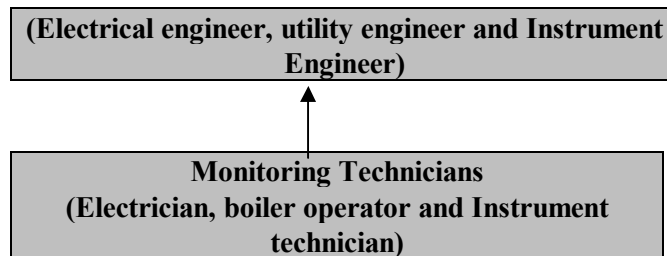 (Electrical engineer, utility engineer and Instrument
Engineer)
Monitoring Technicians
(Electrician, boiler operator and Instrument
technician)